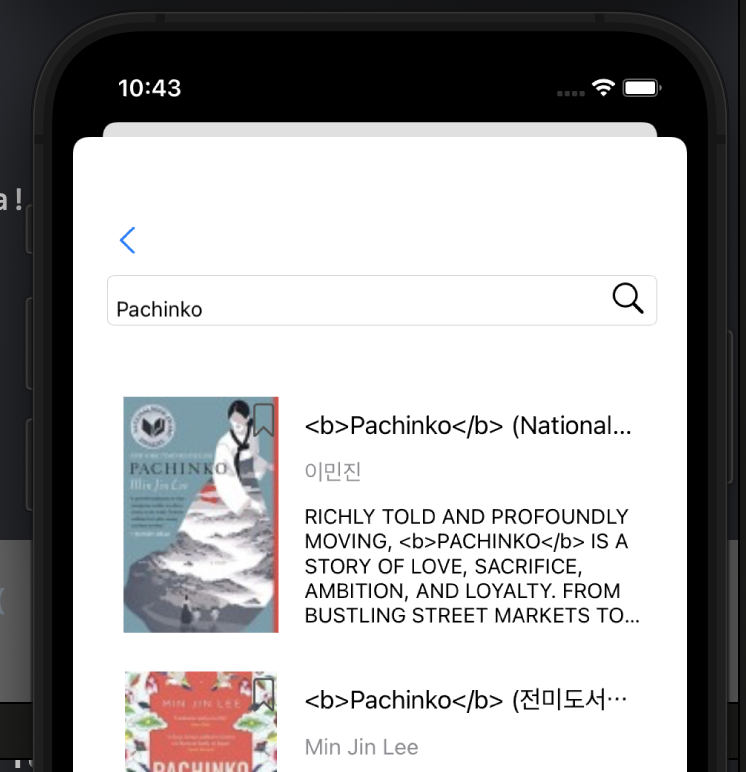 10:43
a!
Pachinko
<b>Pachinko</b> (National...
이민진
RICHLY TOLD AND PROFOUNDLY
MOVING, <b>PACHINKO</b> IS A
STORY OF LOVE, SACRIFICE,
AMBITION, AND LOYALTY. FROM
BUSTLING STREET MARKETS TO...
PACHINKO
Min Jin Lee
<b>Pachinko</b> (전미도서…
Min Jin Lee
MIN JIN LEE
PACHINKO